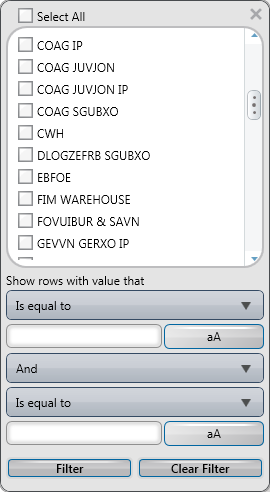 Select All
COAG IP
COAG JUVJON
COAG JUVJON IP
COAG SGUBXO
CWH
DLOGZEFRB SGUBXO
EBFOE
FIM WAREHOUSE
FOVUIBUR & SAVN
GEVVN GERXO IP
Show rows with value that
Is equal to
aA
And
Is equal to
aA
Filter Clear Filter